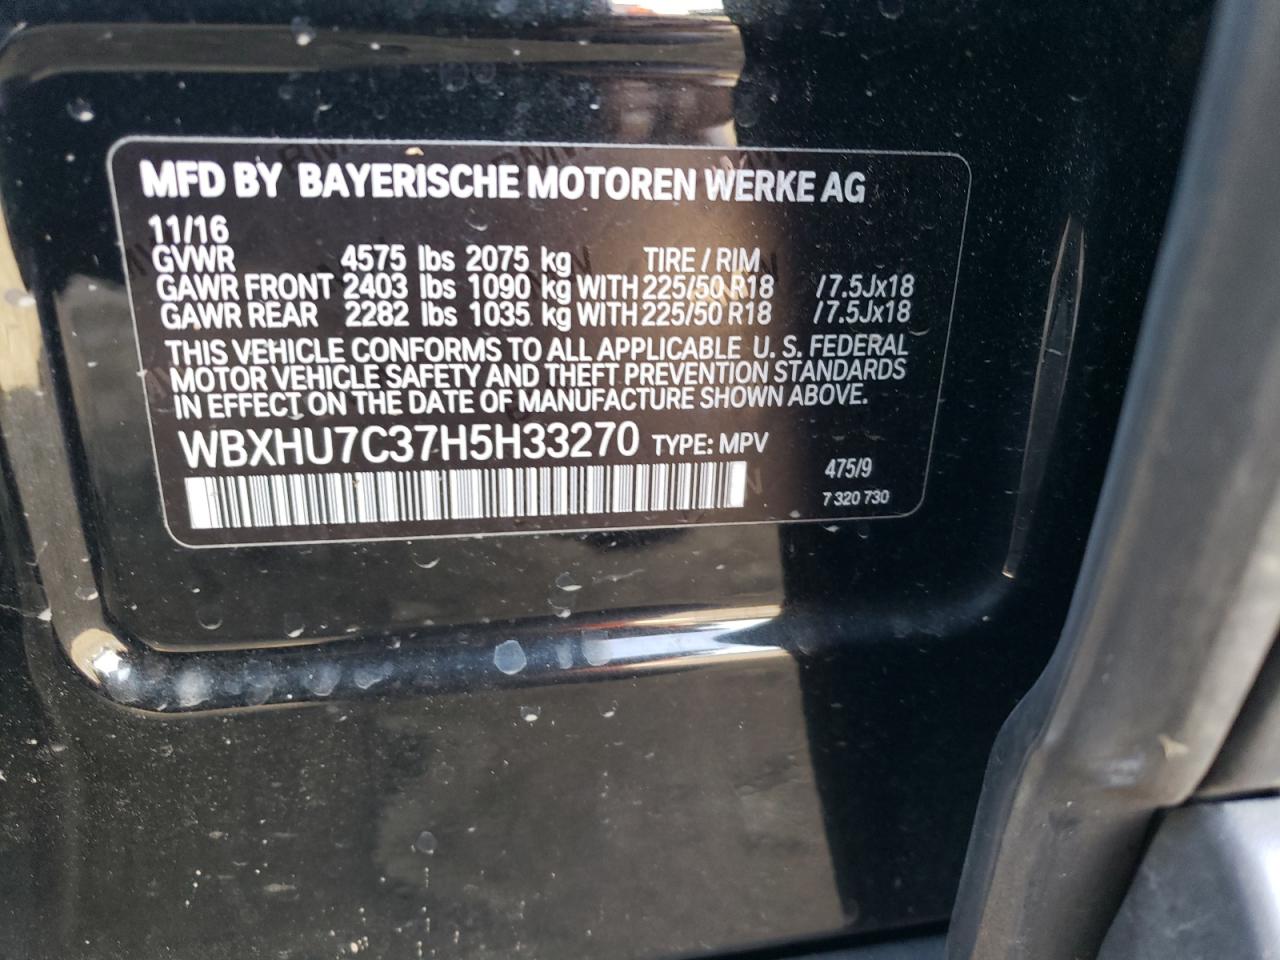 MFD BY BAYERISCHE MOTOREN WERKE AG
11/16
GVWR 4575 lbs 2075 kg TIRE / RIM
GAWR FRONT 2403 lbs 1090 kg WITH 225/50 R18 /7.5Jx18
GAWR REAR 2282 lbs 1035 kg WITH 225/50 R18 /7.5Jx18
THIS VEHICLE CONFORMS TO ALL APPLICABLE U. S. FEDERAL
MOTOR VEHICLE SAFETY AND THEFT PREVENTION STANDARDS
IN EFFECT ON THE DATE OF MANUFACTURE SHOWN ABOVE.
WBXHU7C37H5H33270 TYPE: MPV
475/9
7 320 730